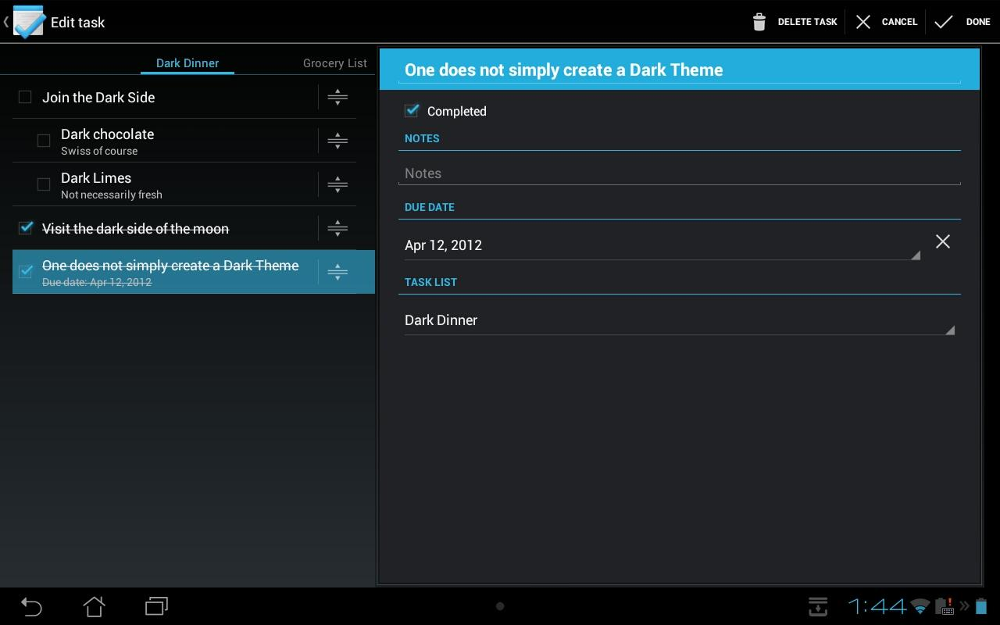 Edit task
DELETE TASK
CANCEL
DONE
Dark Dinner
Grocery List
Join the Dark Side
Dark chocolate
Swiss of course
Dark Limes
Not necessarily fresh
Visit the dark side of the moon
One does not simply create a Dark Theme
Due date: Apr 12, 2012
One does not simply create a Dark Theme
Completed
NOTES
Notes
DUE DATE
Apr 12, 2012
TASK LIST
Dark Dinner
1:44